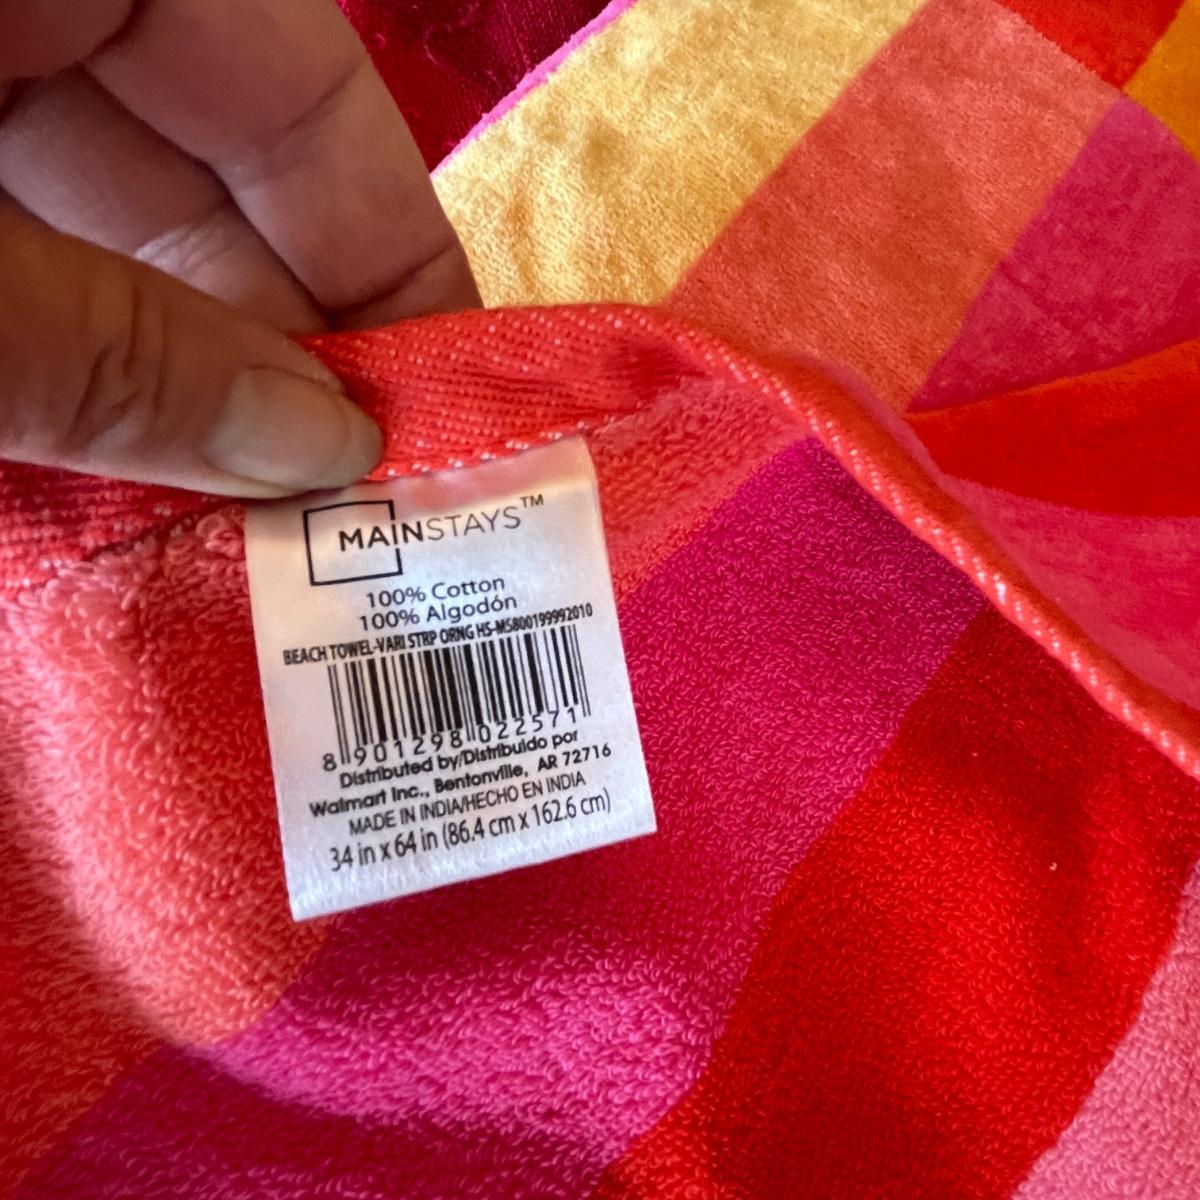 MAINSTAYS™
100% Cotton
100% Algodón
BEACH TOWEL-VARI STRP ORNG HS-MS800199992010
8 901298 022571
Distributed by/Distribuido por
Walmart Inc., Bentonville, AR 72716
MADE IN INDIA/HECHO EN INDIA
34 in x 64 in (86.4 cm x 162.6 cm)